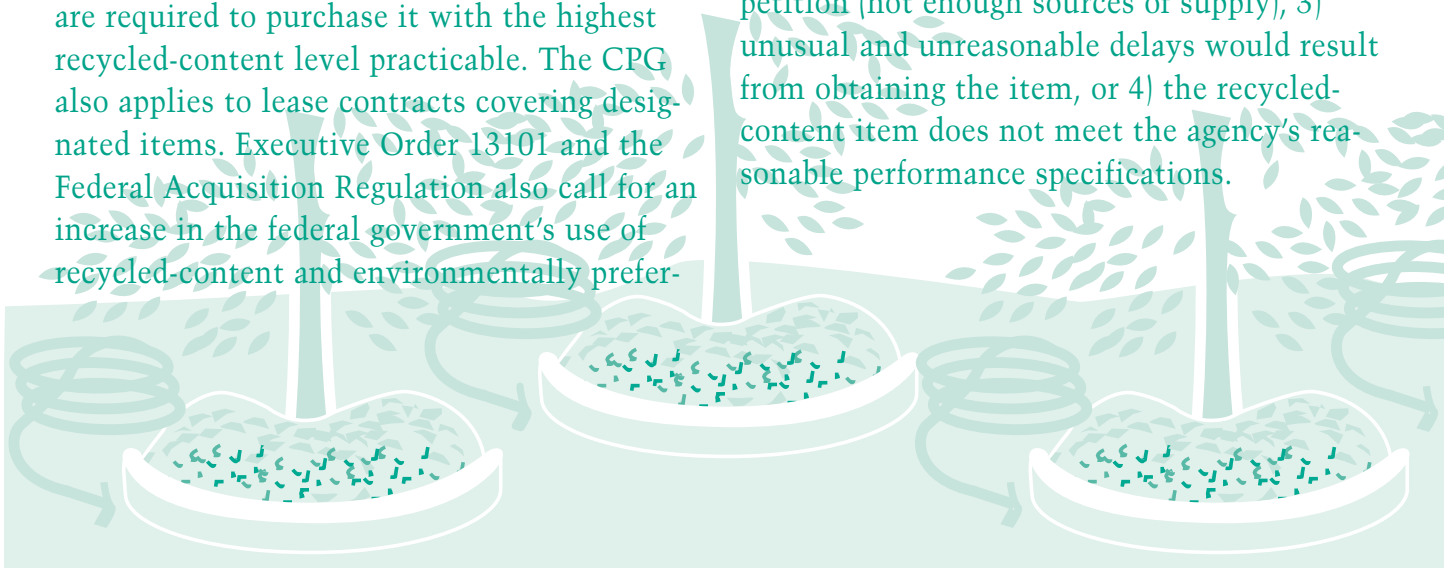 are required to purchase it with the highest
recycled-content level practicable. The CPG
also applies to lease contracts covering desig-
nated items. Executive Order 13101 and the
Federal Acquisition Regulation also call for an
increase in the federal government’s use of
recycled-content and environmentally prefer-
petition (not enough sources of supply), 3)
unusual and unreasonable delays would result
from obtaining the item, or 4) the recycled-
content item does not meet the agency’s rea-
sonable performance specifications.